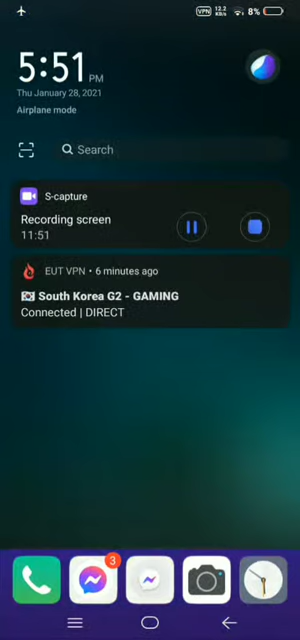 VPN 12.2 KB/s 8%
5:51 PM
Thu January 28, 2021
Airplane mode
Search
S-capture
Recording screen
11:51
EUT VPN • 6 minutes ago
🇰🇷 South Korea G2 - GAMING
Connected | DIRECT
3